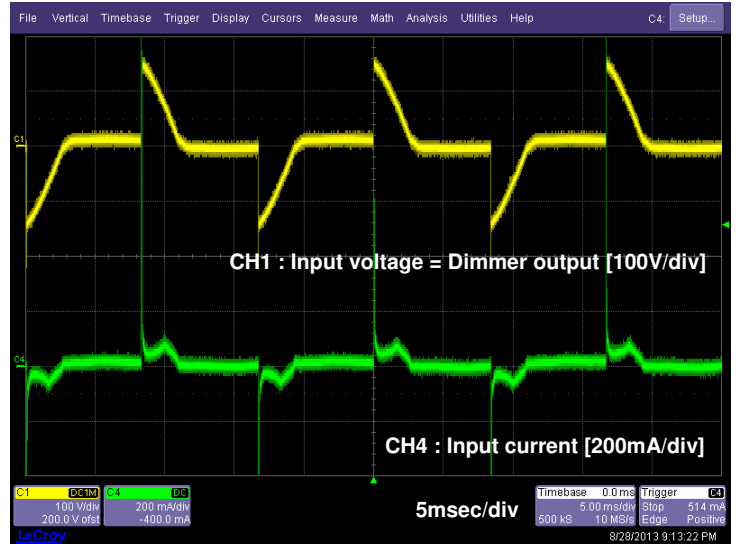 File Vertical Timebase Trigger Display Cursors Measure Math Analysis Utilities Help C4: Setup...
C1
CH1 : Input voltage = Dimmer output [100V/div]
C4
CH4 : Input current [200mA/div]
5msec/div
C1 DC1M C4 DC Timebase 0.0 ms Trigger C4
100 V/div 200 mA/div 5.00 ms/div Stop 514 mA
200.0 V ofst -400.0 mA 500 kS 10 MS/s Edge Positive
LeCroy 8/28/2013 9:13:22 PM